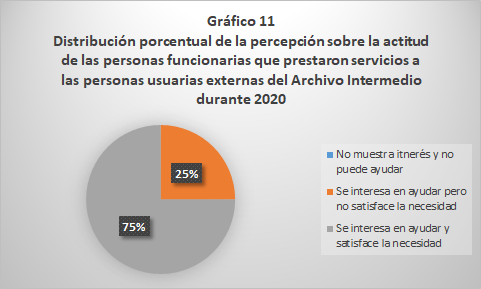 Gráfico 11
Distribución porcentual de la percepción sobre la actitud
de las personas funcionarias que prestaron servicios a
las personas usuarias externas del Archivo Intermedio
durante 2020
25%
75%
No muestra itnerés y no
puede ayudar
Se interesa en ayudar pero
no satisface la necesidad
Se interesa en ayudar y
satisface la necesidad